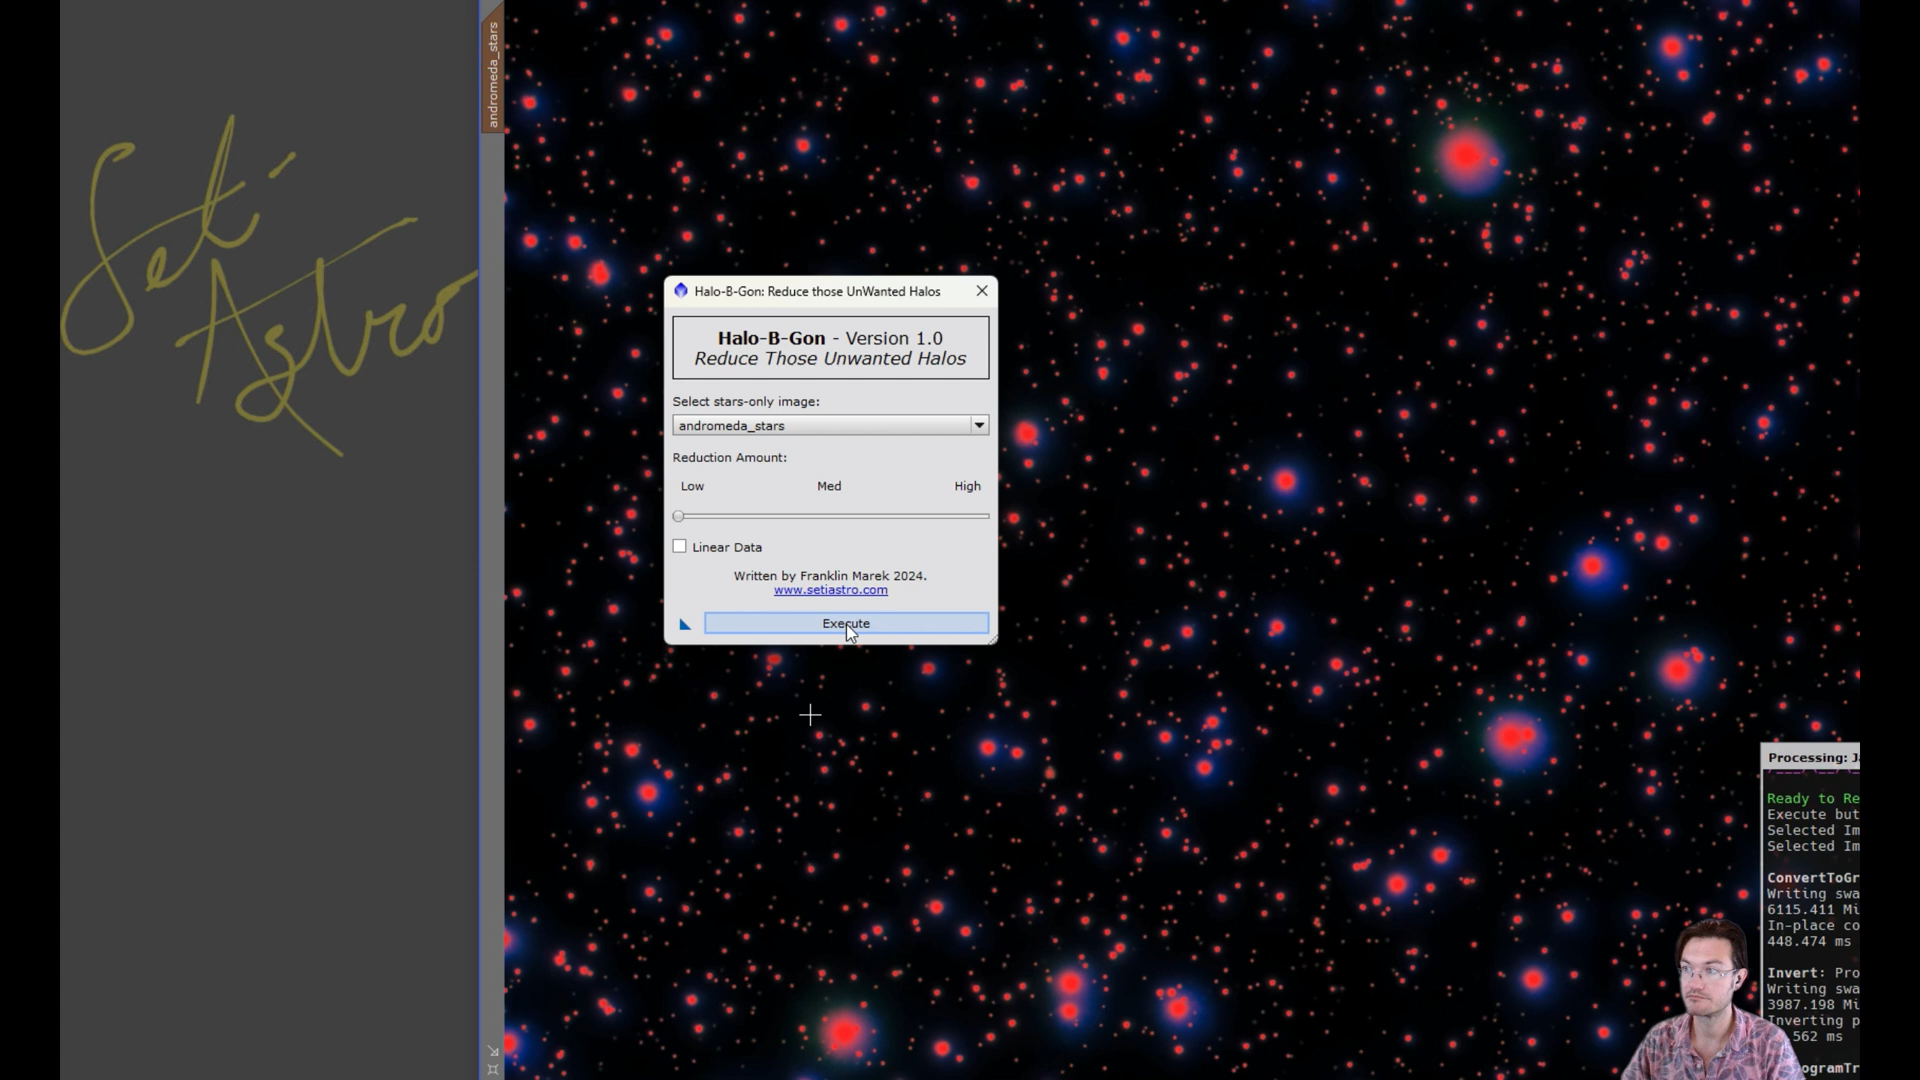 Seti
Astro
andromeda_stars
Halo-B-Gon: Reduce those UnWanted Halos
Halo-B-Gon - Version 1.0
Reduce Those Unwanted Halos
Select stars-only image:
andromeda_stars
Reduction Amount:
Low Med High
Linear Data
Written by Franklin Marek 2024.
www.setiastro.com
Execute
Processing: J
Ready to Re
Execute but
Selected Im
Selected Im
ConvertToGr
Writing swa
6115.411 Mi
In-place co
448.474 ms
Invert: Pro
Writing swa
3987.198 Mi
Inverting p
562 ms
ogramTr